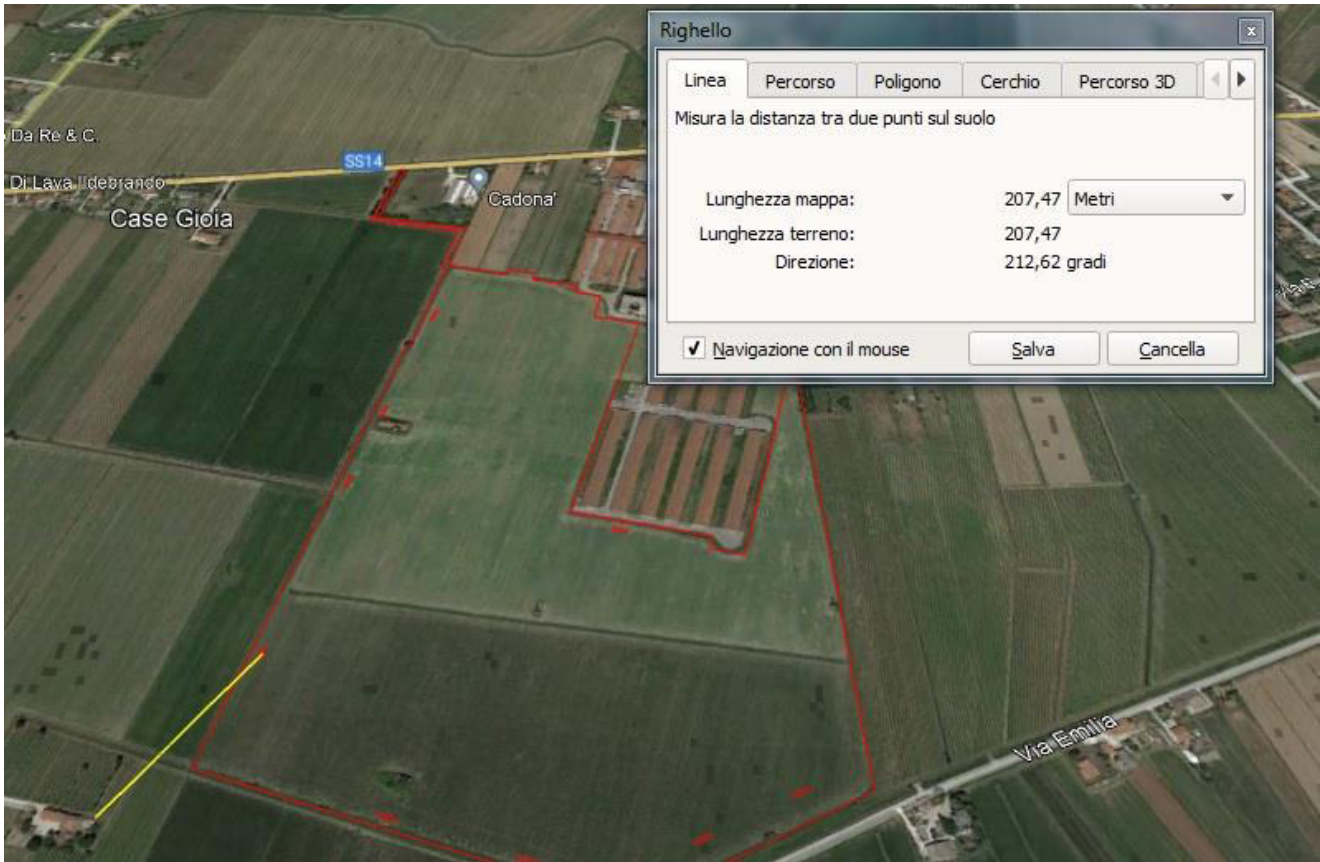 Righello
Linea
Percorso
Poligono
Cerchio
Percorso 3D
Misura la distanza tra due punti sul suolo
Lunghezza mappa: 207,47 Metri
Lunghezza terreno: 207,47
Direzione: 212,62 gradi
Navigazione con il mouse
Salva
Cancella
Da Re & C.
SS14
Di Lava Ildebrando
Cadona'
Case Gioia
Via Emilia